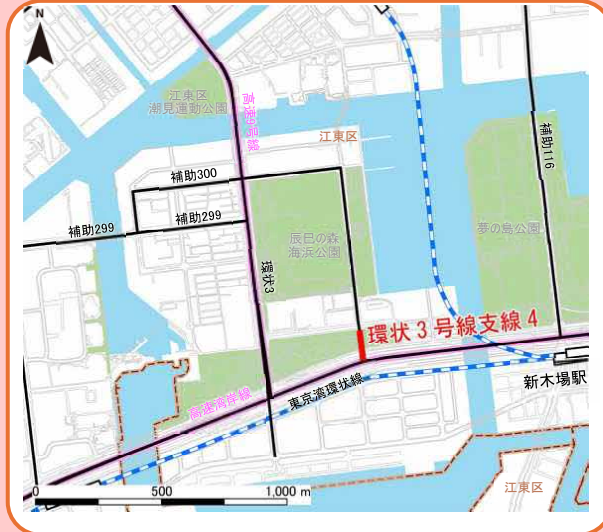 N
江東区
潮見運動公園
高速9号線
江東区
補助116
補助300
補助299
補助299
辰巳の森
海浜公園
夢の島公園
環状3
環状3号線支線4
新木場駅
東京湾環状線
高速湾岸線
0 500 1,000 m
江東区